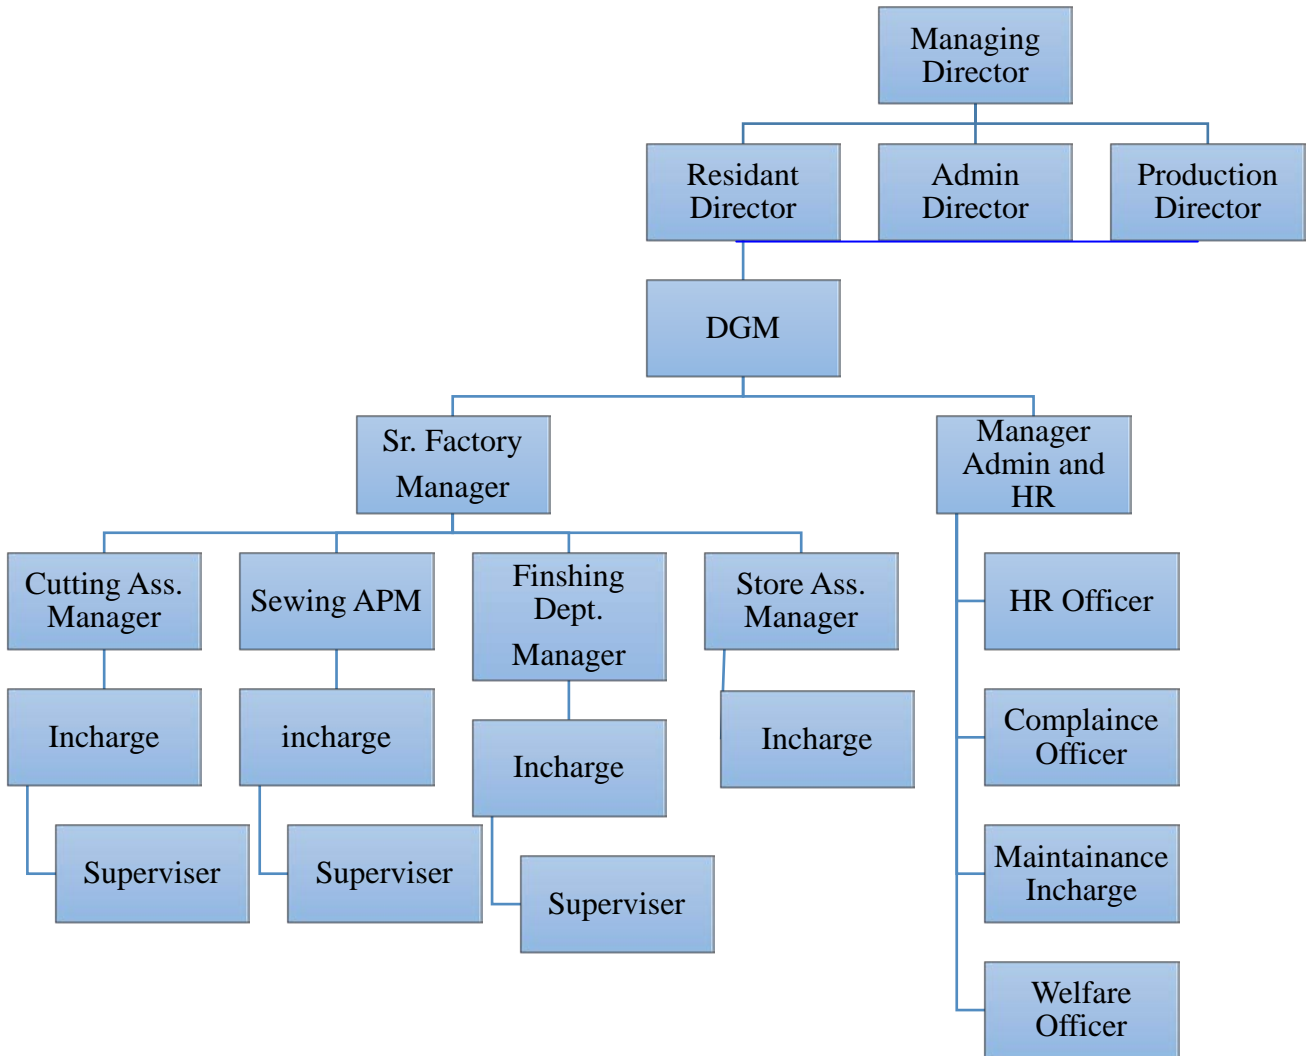 Managing
Director
Residant
Director
Admin
Director
Production
Director
DGM
Sr. Factory
Manager
Manager
Admin and
HR
Cutting Ass.
Manager
Sewing APM
Finshing
Dept.
Manager
Store Ass.
Manager
HR Officer
Incharge
incharge
Incharge
Incharge
Complaince
Officer
Superviser
Superviser
Superviser
Maintainance
Incharge
Welfare
Officer